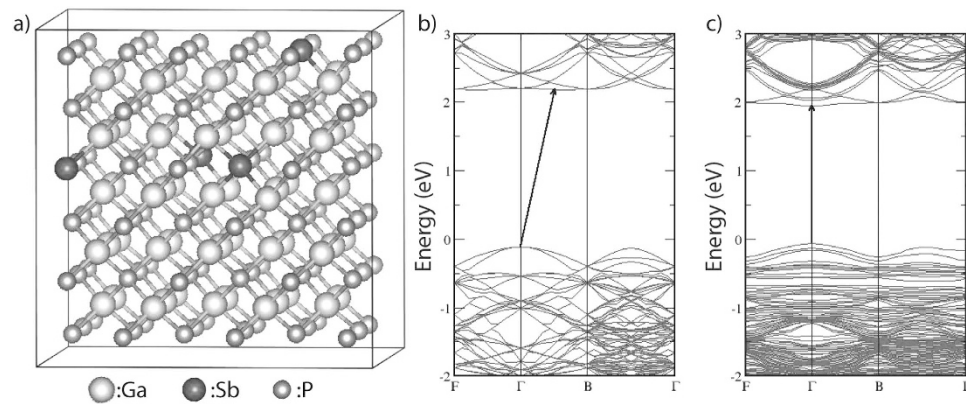 a)
:Ga :Sb :P
b)
Energy (eV)
3
2
1
0
-1
-2
F Γ B Γ
c)
Energy (eV)
3
2
1
0
-1
-2
F Γ B